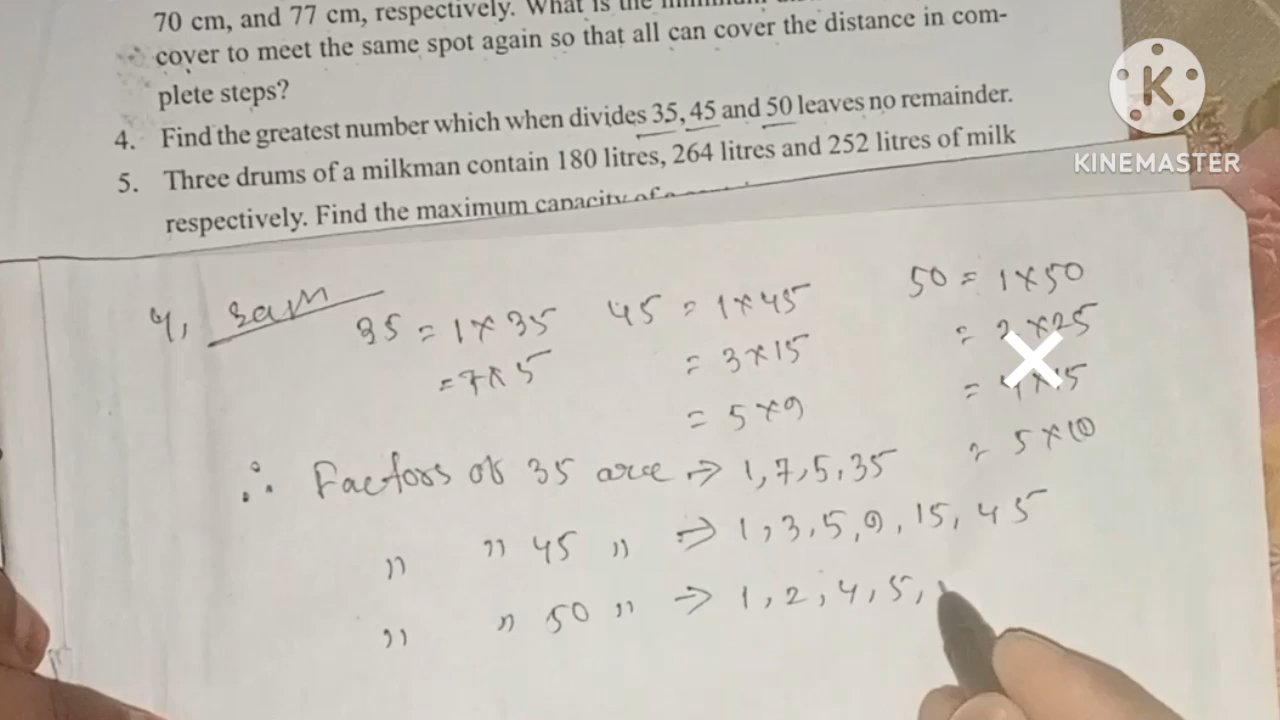 70 cm, and 77 cm, respectively. What is the minimum
cover to meet the same spot again so that all can cover the distance in com-
plete steps?
4. Find the greatest number which when divides 35, 45 and 50 leaves no remainder.
5. Three drums of a milkman contain 180 litres, 264 litres and 252 litres of milk
respectively. Find the maximum capacity of a
KINEMASTER
4,
35 = 1 × 35 45 = 1 × 45 50 = 1 × 50
= 7 × 5 = 3 × 15 = 2 × 25
= 5 × 9 = 4 × 15
= 5 × 10
∴ Factors of 35 are ⇒ 1, 7, 5, 35
" " 45 " ⇒ 1, 3, 5, 9, 15, 45
" " 50 " ⇒ 1, 2, 4, 5,